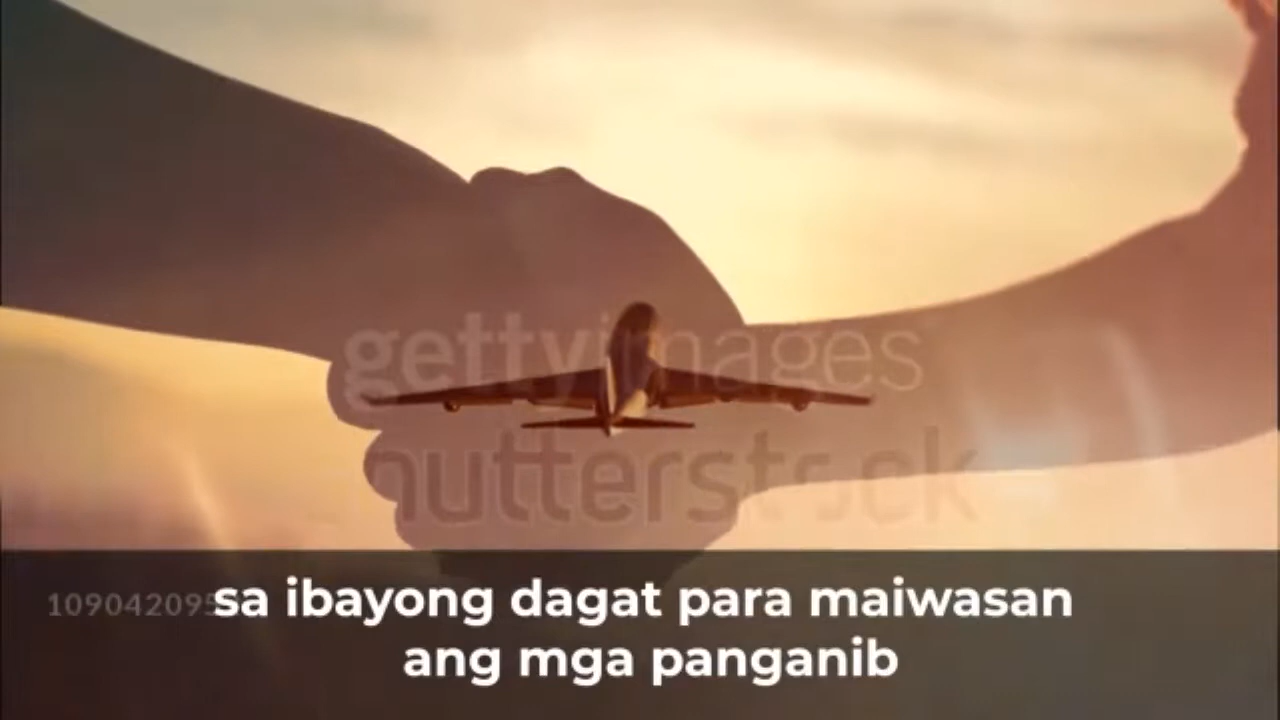 gettyimages
shutterstock
109042095
sa ibayong dagat para maiwasan
ang mga panganib